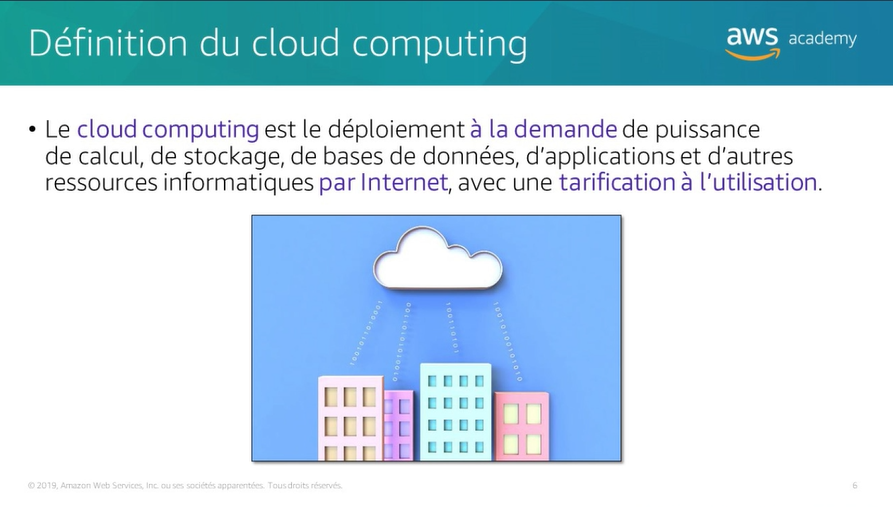 Définition du cloud computing
aws academy
• Le cloud computing est le déploiement à la demande de puissance
de calcul, de stockage, de bases de données, d’applications et d’autres
ressources informatiques par Internet, avec une tarification à l’utilisation.
© 2019, Amazon Web Services, Inc. ou ses sociétés apparentées. Tous droits réservés.
6